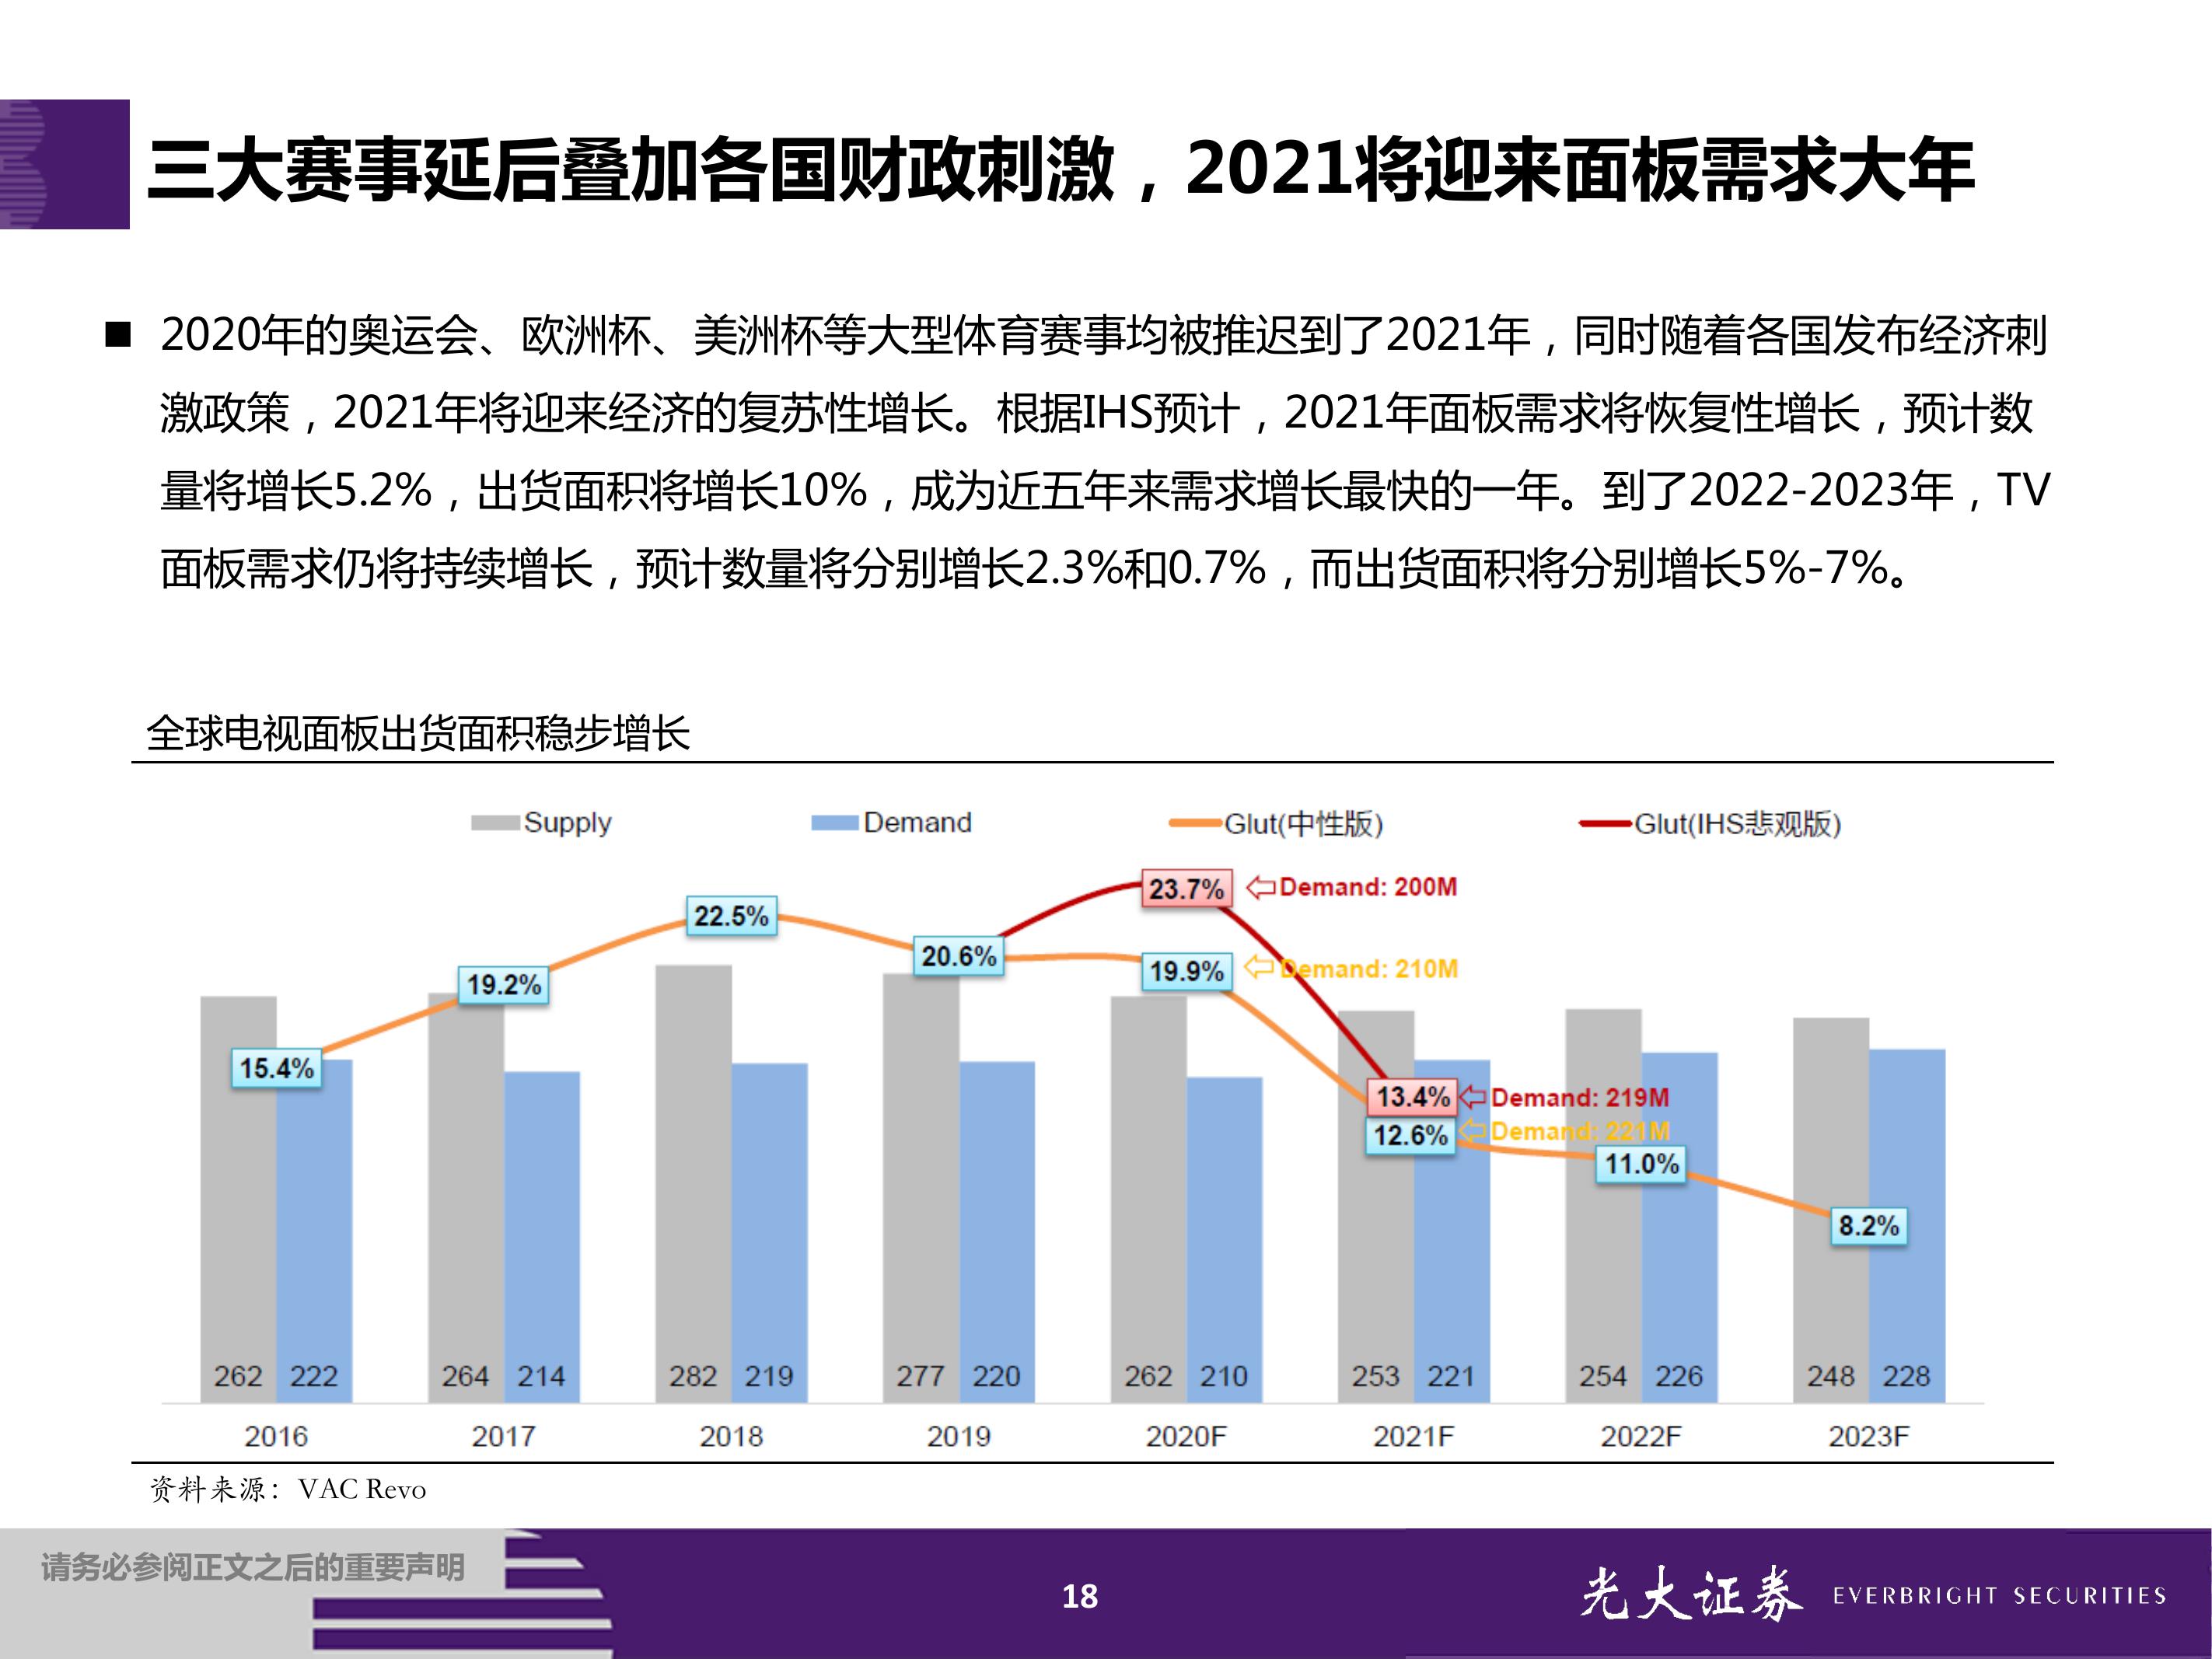 三大赛事延后叠加各国财政刺激，2021将迎来面板需求大年
■ 2020年的奥运会、欧洲杯、美洲杯等大型体育赛事均被推迟到了2021年，同时随着各国发布经济刺
激政策，2021年将迎来经济的复苏性增长。根据IHS预计，2021年面板需求将恢复性增长，预计数
量将增长5.2%，出货面积将增长10%，成为近五年来需求增长最快的一年。到了2022-2023年，TV
面板需求仍将持续增长，预计数量将分别增长2.3%和0.7%，而出货面积将分别增长5%-7%。
全球电视面板出货面积稳步增长
Supply Demand Glut(中性版) Glut(IHS悲观版)
23.7% Demand: 200M
22.5%
20.6%
19.9% Demand: 210M
19.2%
15.4%
13.4% Demand: 219M
12.6% Demand: 221M
11.0%
8.2%
262 222 264 214 282 219 277 220 262 210 253 221 254 226 248 228
2016 2017 2018 2019 2020F 2021F 2022F 2023F
资料来源：VAC Revo
请务必参阅正文之后的重要声明
18
光大证券 EVERBRIGHT SECURITIES